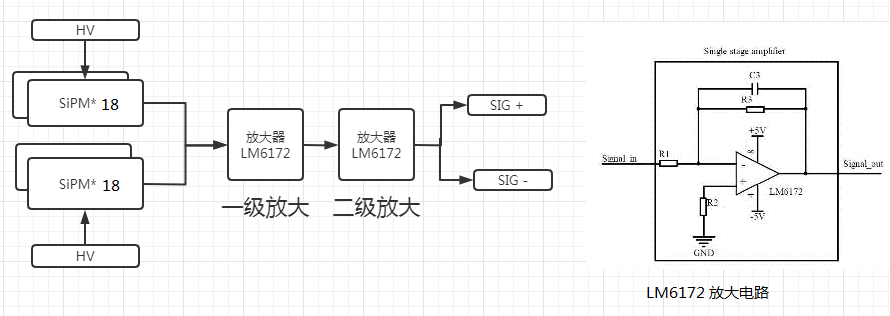 HV
SiPM* 18
SiPM* 18
HV
放大器
LM6172
放大器
LM6172
一级放大
二级放大
SIG +
SIG -
Single stage amplifier
C3
R3
+5V
R1
Signal_in
-
+
LM6172
Signal_out
R2
-5V
GND
LM6172 放大电路